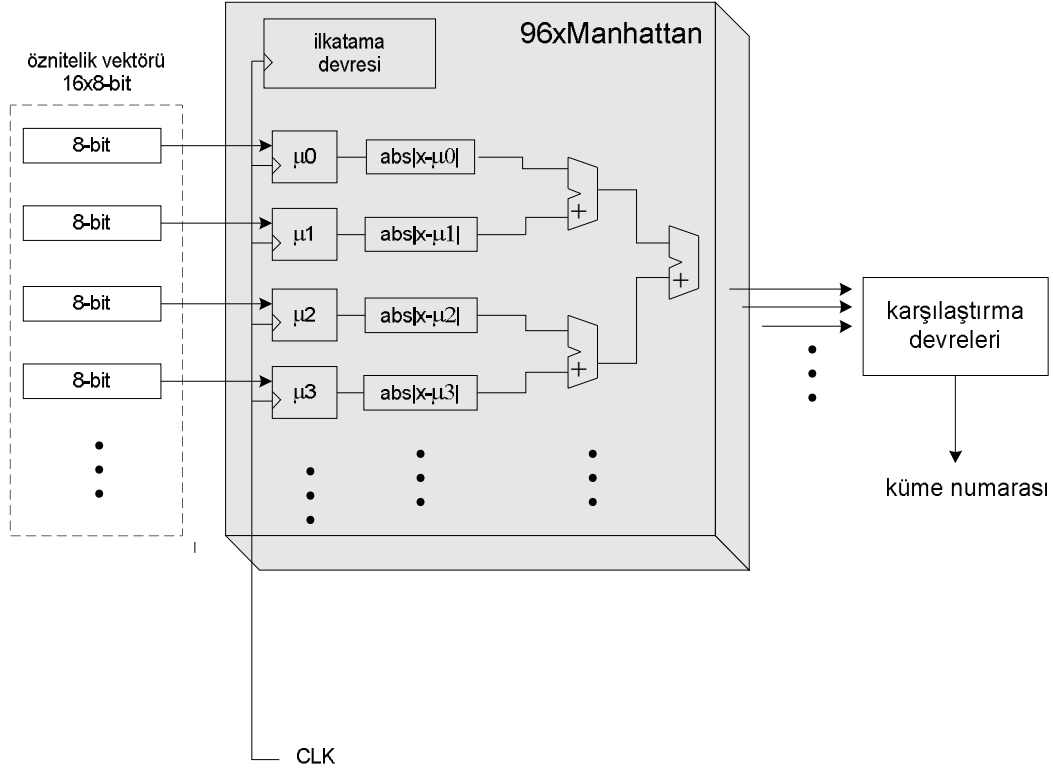 96xManhattan
ilkatama
devresi
öznitelik vektörü
16x8-bit
8-bit
μ0
abs|x-μ0|
+
8-bit
μ1
abs|x-μ1|
+
8-bit
μ2
abs|x-μ2|
+
8-bit
μ3
abs|x-μ3|
karşılaştırma
devreleri
küme numarası
CLK